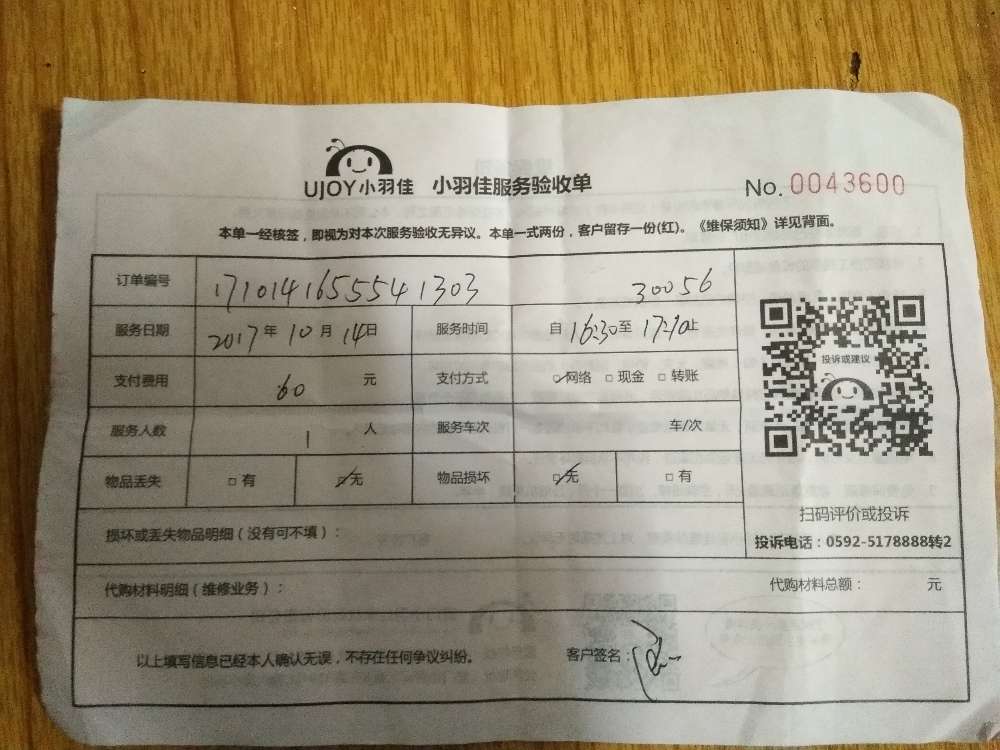 UJOY小羽佳 小羽佳服务验收单 No. 0043600
本单一经核签，即视为对本次服务验收无异议。本单一式两份，客户留存一份(红)。《维保须知》详见背面。
订单编号 1710141655541303 30056
服务日期 2017年10月14日 服务时间 自16:30至17:10止
投诉或建议
支付费用 60元 支付方式 ☑网络 □现金 □转账
服务人数 1人 服务车次 车/次
物品丢失 □有 ☑无 物品损坏 ☑无 □有
扫码评价或投诉
损坏或丢失物品明细（没有可不填）：
投诉电话：0592-5178888转2
代购材料明细（维修业务）： 代购材料总额： 元
以上填写信息已经本人确认无误，不存在任何争议纠纷。 客户签名：